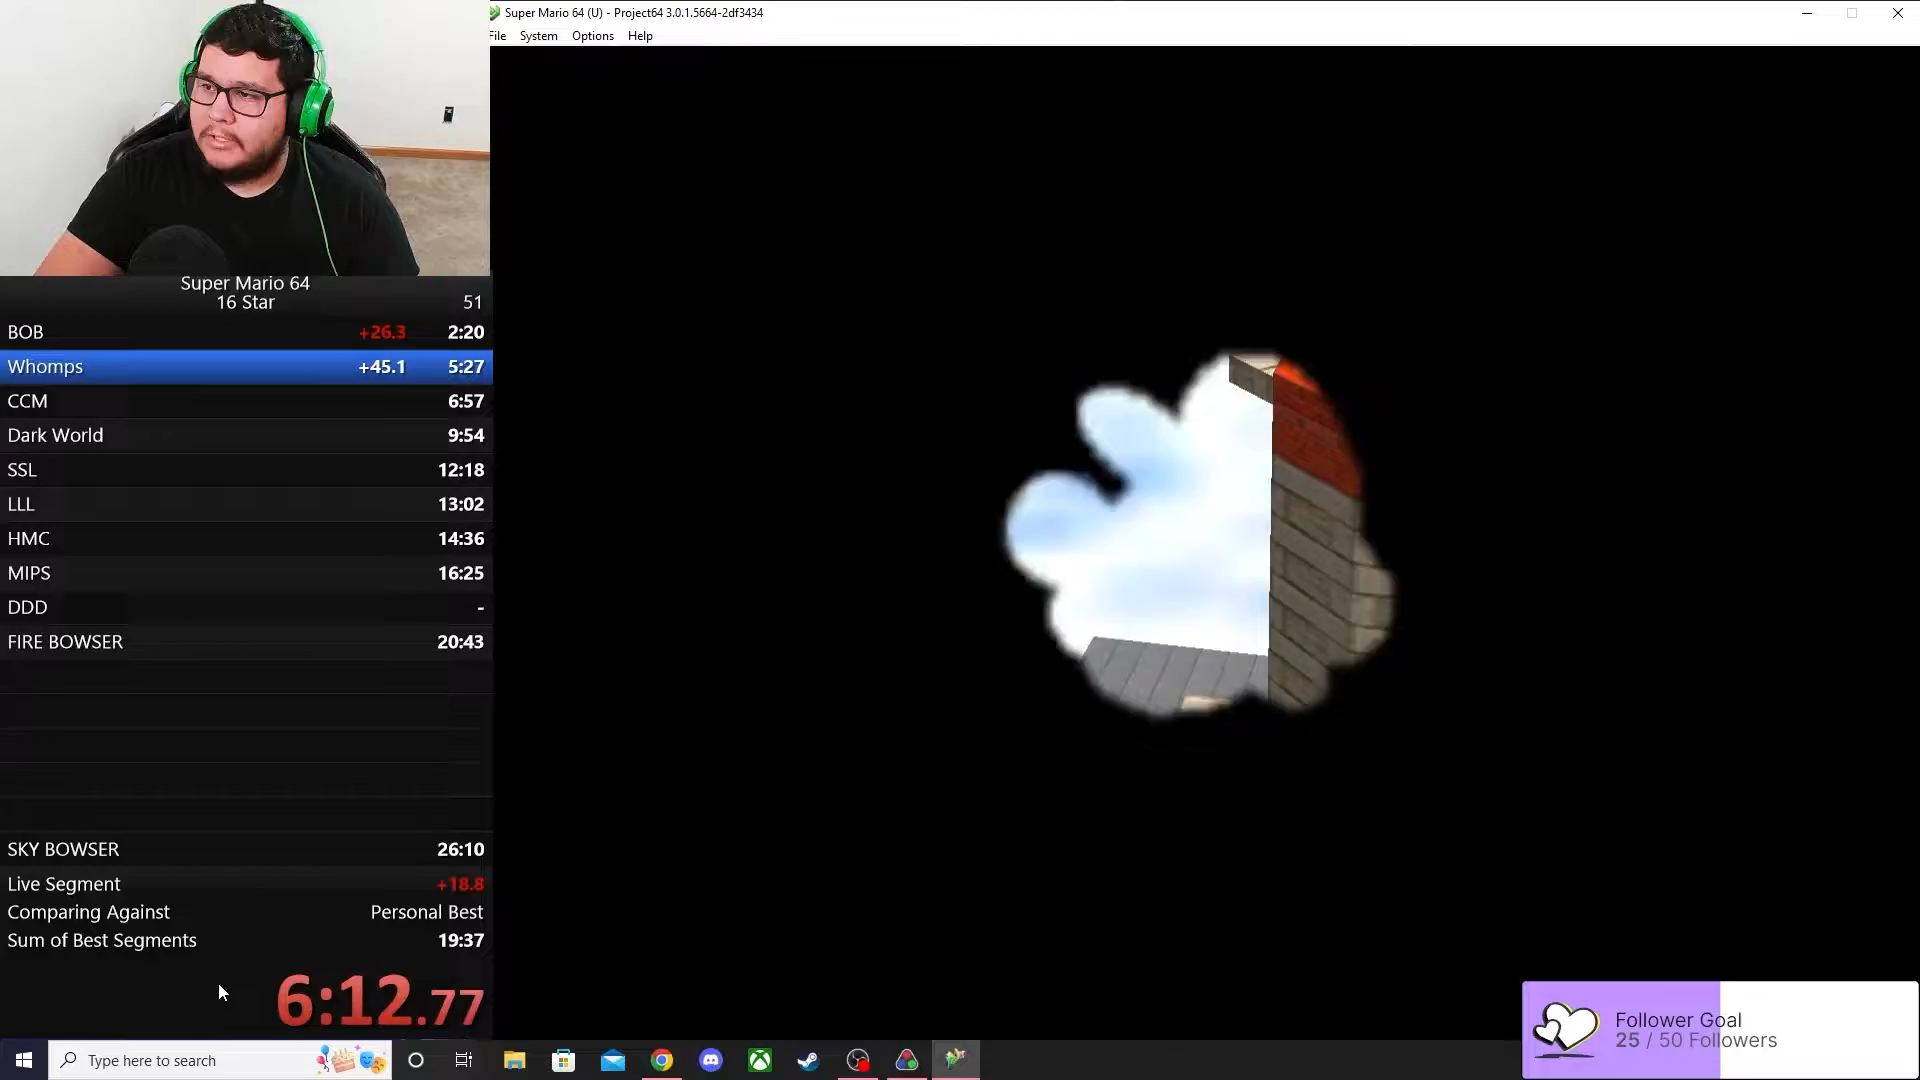 Super Mario 64 (U) - Project64 3.0.1.5664-2df3434
File System Options Help
Super Mario 64
16 Star 51
BOB +26.3 2:20
Whomps +45.1 5:27
CCM 6:57
Dark World 9:54
SSL 12:18
LLL 13:02
HMC 14:36
MIPS 16:25
DDD -
FIRE BOWSER 20:43
SKY BOWSER 26:10
Live Segment +18.8
Comparing Against Personal Best
Sum of Best Segments 19:37
6:12.77
Follower Goal
25 / 50 Followers
Type here to search